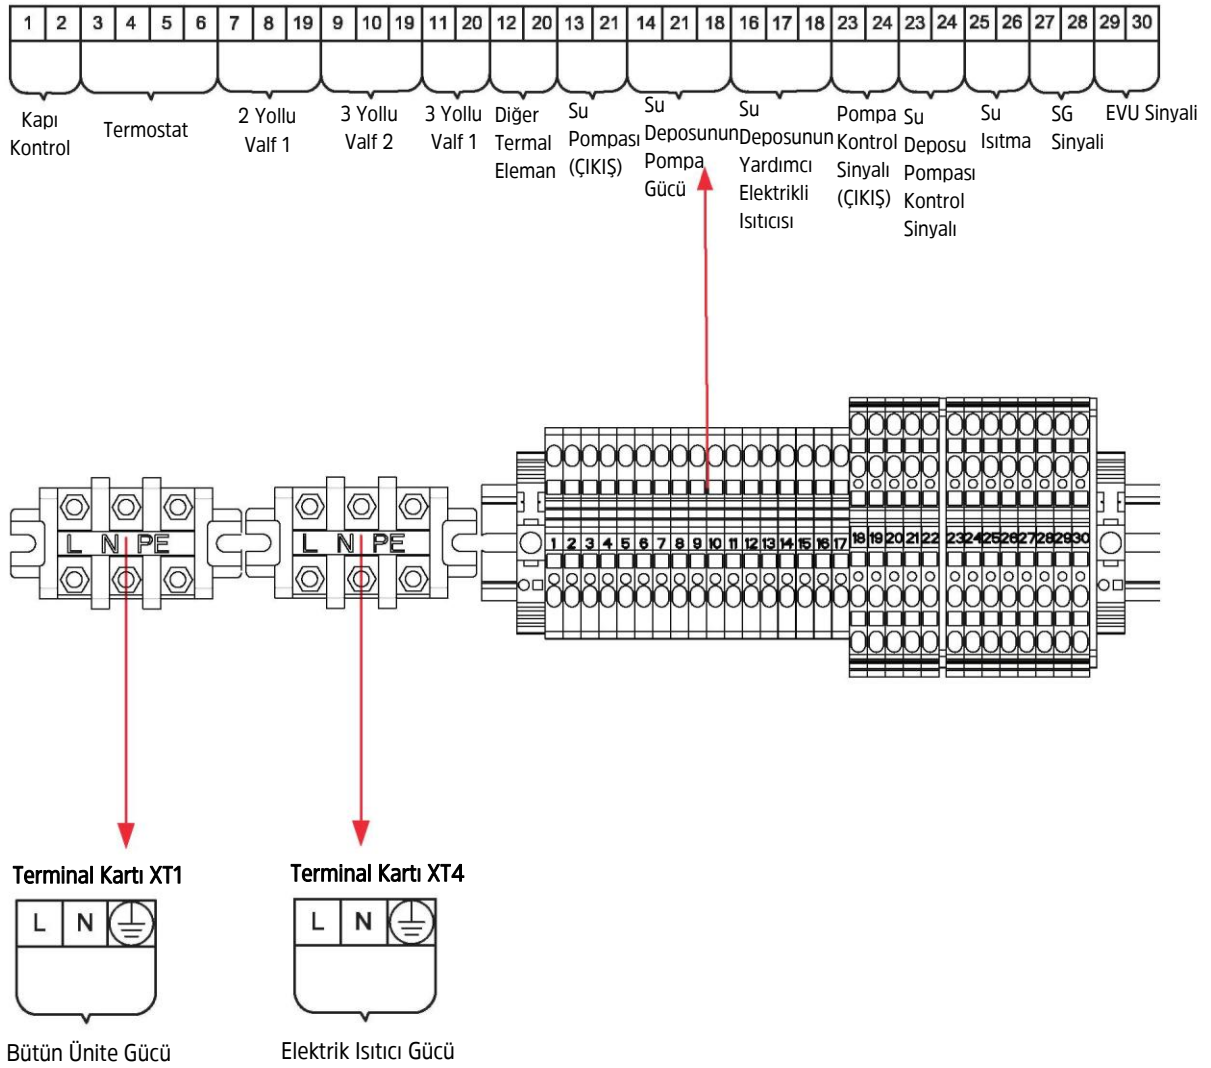 1 2 3 4 5 6 7 8 19 9 10 19 11 20 12 20 13 21 14 21 18 16 17 18 23 24 23 24 25 26 27 28 29 30
Kapı
Kontrol
Termostat
2 Yollu
Valf 1
3 Yollu
Valf 2
3 Yollu
Valf 1
Diğer
Termal
Eleman
Su
Pompası
(ÇIKIŞ)
Su
Deposunun
Pompa
Gücü
Su
Deposunun
Yardımcı
Elektrikli
Isıtıcısı
Pompa
Kontrol
Sinyalı
(ÇIKIŞ)
Su
Deposu
Pompası
Kontrol
Sinyalı
Su
Isıtma
SG
Sinyali
EVU Sinyali
L N PE
L N PE
1 2 3 4 5 6 7 8 9 10 11 12 13 14 15 16 17 18 19 20 21 22 23 24 25 26 27 28 29 30
Terminal Kartı XT1
L N
Bütün Ünite Gücü
Terminal Kartı XT4
L N
Elektrik Isıtıcı Gücü